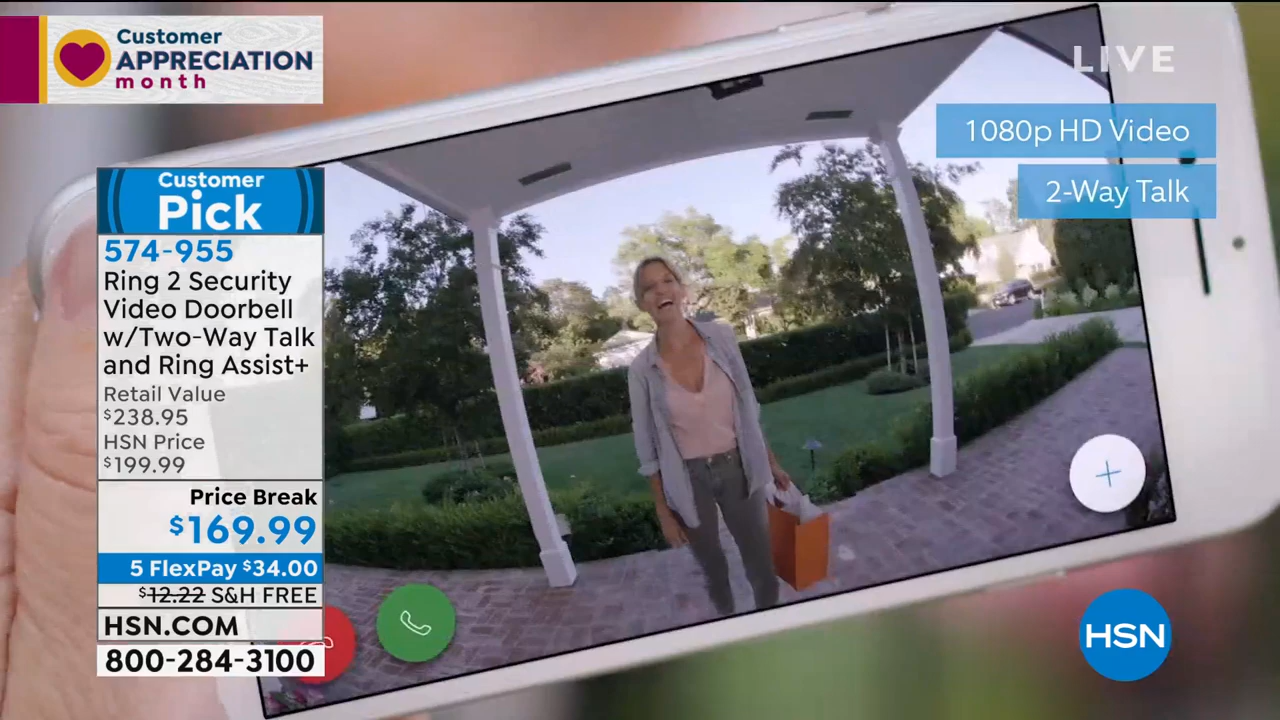 Customer
APPRECIATION
month
LIVE
1080p HD Video
2-Way Talk
Customer
Pick
574-955
Ring 2 Security
Video Doorbell
w/Two-Way Talk
and Ring Assist+
Retail Value
$238.95
HSN Price
$199.99
Price Break
$169.99
5 FlexPay $34.00
$12.22 S&H FREE
HSN.COM
800-284-3100
HSN